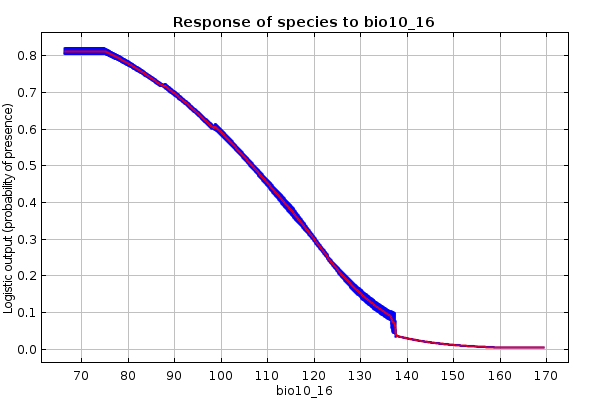 Response of species to bio10_16
Logistic output (probability of presence)
0.8
0.7
0.6
0.5
0.4
0.3
0.2
0.1
0.0
70 80 90 100 110 120 130 140 150 160 170
bio10_16